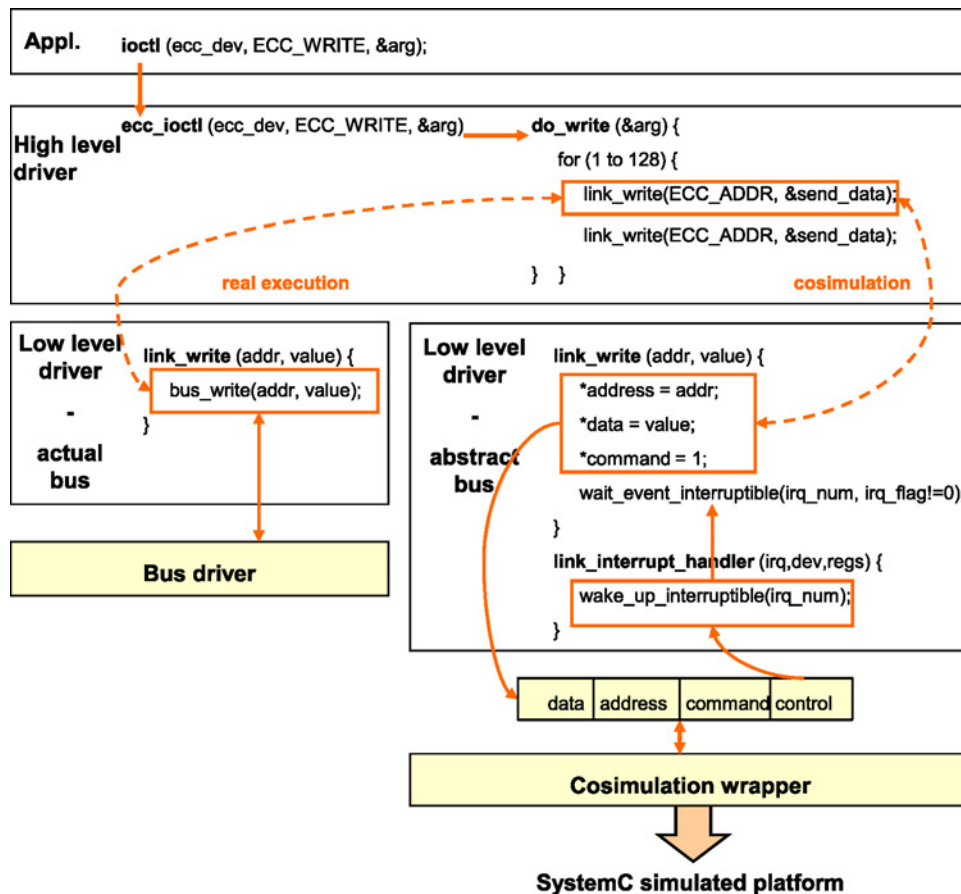 Appl.
ioctl (ecc_dev, ECC_WRITE, &arg);
High level
driver
ecc_ioctl (ecc_dev, ECC_WRITE, &arg)
do_write (&arg) {
for (1 to 128) {
link_write(ECC_ADDR, &send_data);
link_write(ECC_ADDR, &send_data);
} }
real execution
cosimulation
Low level
driver
-
actual
bus
link_write (addr, value) {
bus_write(addr, value);
}
Bus driver
Low level
driver
-
abstract
bus
link_write (addr, value) {
*address = addr;
*data = value;
*command = 1;
wait_event_interruptible(irq_num, irq_flag!=0)
}
link_interrupt_handler (irq,dev,regs) {
wake_up_interruptible(irq_num);
}
data address command control
Cosimulation wrapper
SystemC simulated platform